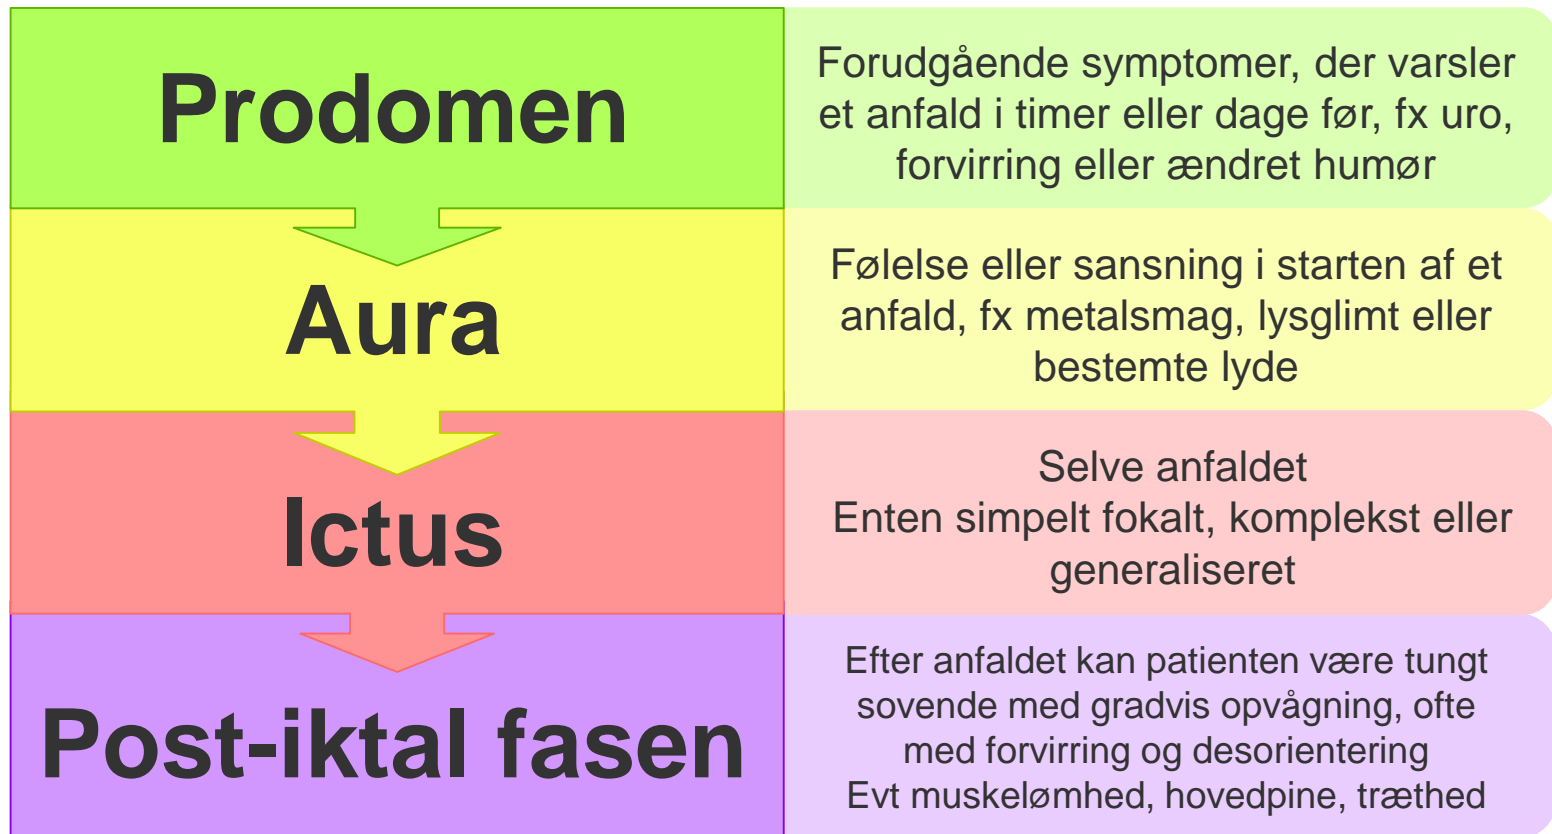 Prodomen
Forudgående symptomer, der varsler
et anfald i timer eller dage før, fx uro,
forvirring eller ændret humør
Aura
Følelse eller sansning i starten af et
anfald, fx metalsmag, lysglimt eller
bestemte lyde
Ictus
Selve anfaldet
Enten simpelt fokalt, komplekst eller
generaliseret
Post-iktal fasen
Efter anfaldet kan patienten være tungt
sovende med gradvis opvågning, ofte
med forvirring og desorientering
Evt muskelømhed, hovedpine, træthed